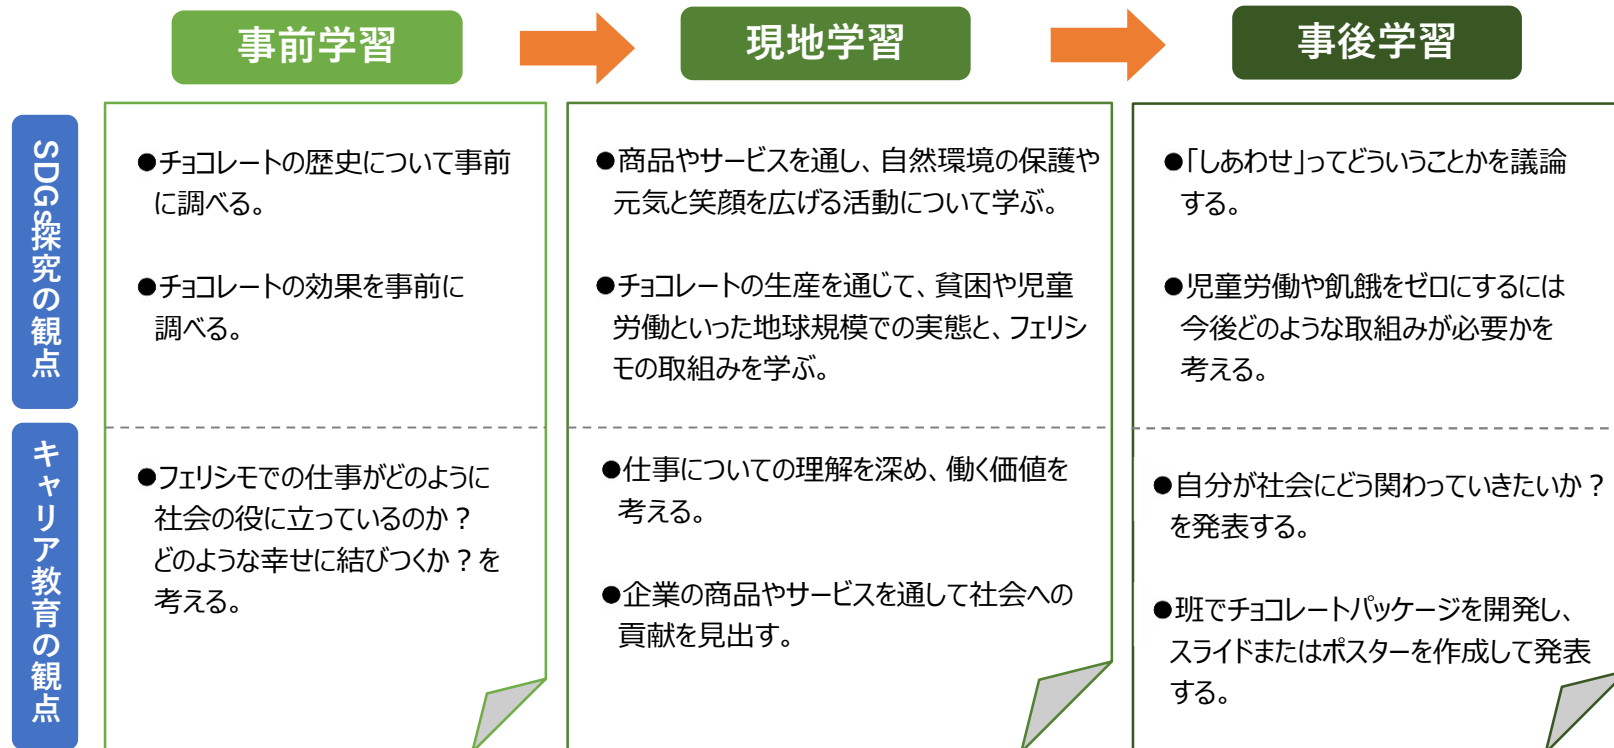 事前学習
現地学習
事後学習
SDGs探究の観点
●チョコレートの歴史について事前
に調べる。
●チョコレートの効果を事前に
調べる。
●商品やサービスを通し、自然環境の保護や
元気と笑顔を広げる活動について学ぶ。
●チョコレートの生産を通じて、貧困や児童
労働といった地球規模での実態と、フェリシ
モの取組みを学ぶ。
●「しあわせ」ってどういうことかを議論
する。
●児童労働や飢餓をゼロにするには
今後どのような取組みが必要かを
考える。
キャリア教育の観点
●フェリシモでの仕事がどのように
社会の役に立っているのか？
どのような幸せに結びつくか？を
考える。
●仕事についての理解を深め、働く価値を
考える。
●企業の商品やサービスを通して社会への
貢献を見出す。
●自分が社会にどう関わっていきたいか？
を発表する。
●班でチョコレートパッケージを開発し、
スライドまたはポスターを作成して発表
する。